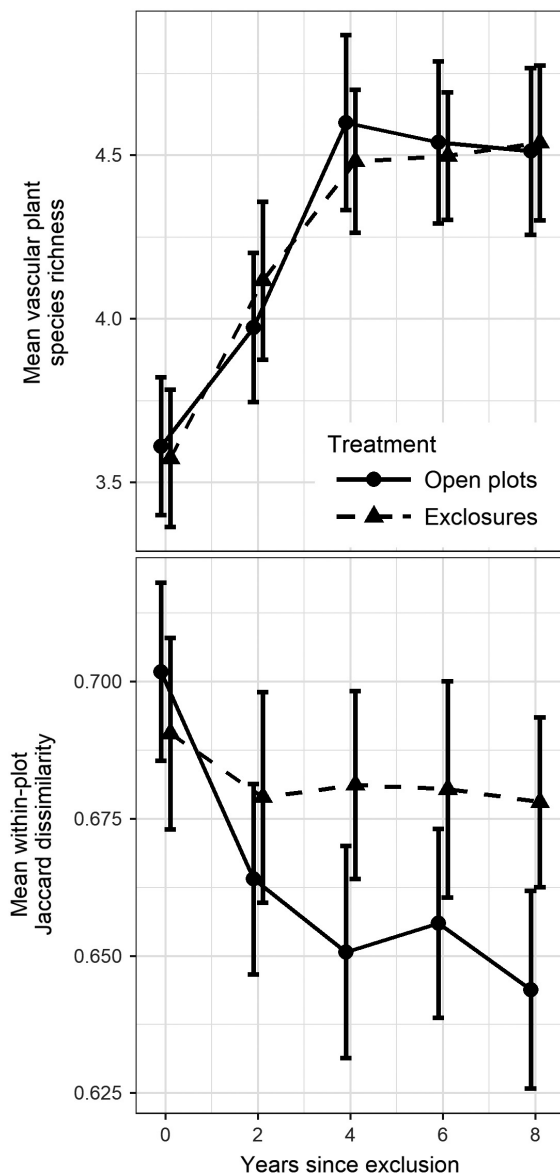 Mean vascular plant
species richness
4.5
4.0
3.5
Treatment
Open plots
Exclosures
Mean within-plot
Jaccard dissimilarity
0.700
0.675
0.650
0.625
0 2 4 6 8
Years since exclusion